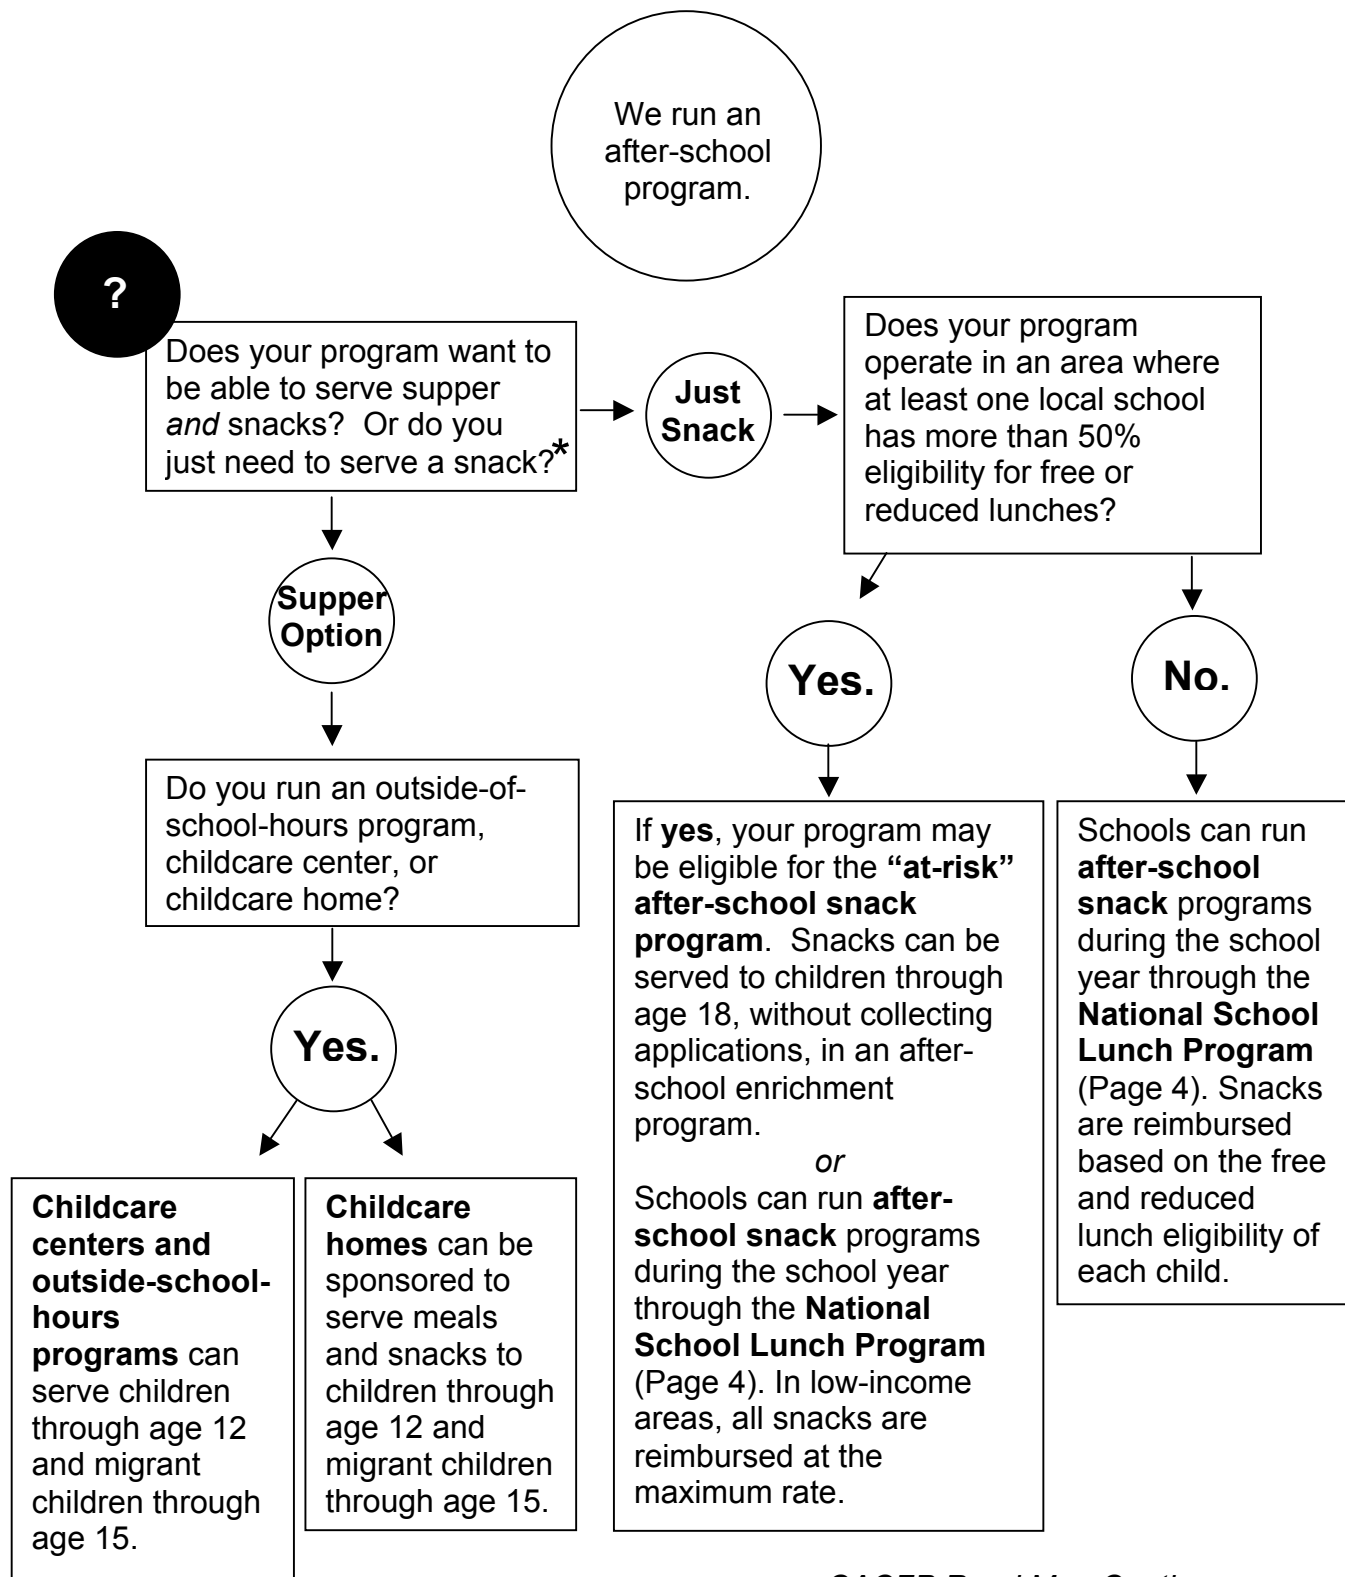 We run an
after-school
program.
?
Does your program want to
be able to serve supper
and snacks? Or do you
just need to serve a snack?*
Just
Snack
Does your program
operate in an area where
at least one local school
has more than 50%
eligibility for free or
reduced lunches?
Supper
Option
Yes.
No.
Do you run an outside-of-
school-hours program,
childcare center, or
childcare home?
Yes.
If yes, your program may
be eligible for the “at-risk”
after-school snack
program. Snacks can be
served to children through
age 18, without collecting
applications, in an after-
school enrichment
program.
or
Schools can run after-
school snack programs
during the school year
through the National
School Lunch Program
(Page 4). In low-income
areas, all snacks are
reimbursed at the
maximum rate.
Schools can run
after-school
snack programs
during the school
year through the
National School
Lunch Program
(Page 4). Snacks
are reimbursed
based on the free
and reduced
lunch eligibility of
each child.
Childcare
centers and
outside-school-
hours
programs can
serve children
through age 12
and migrant
children through
age 15.
Childcare
homes can be
sponsored to
serve meals
and snacks to
children through
age 12 and
migrant children
through age 15.